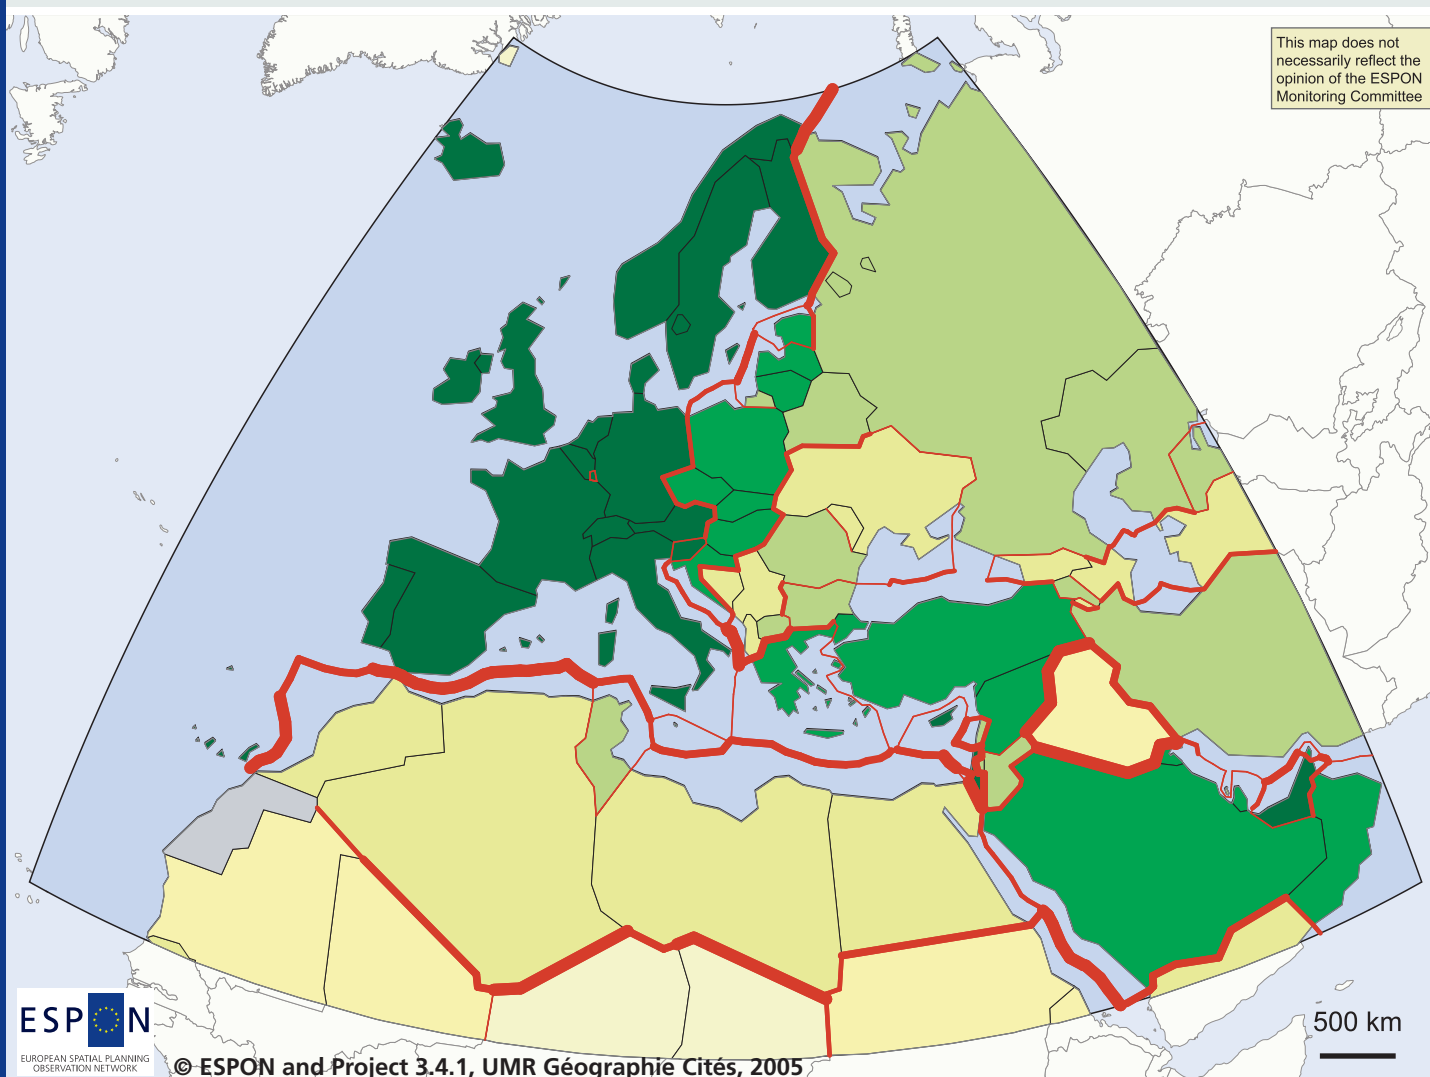 This map does not
necessarily reflect the
opinion of the ESPON
Monitoring Committee
ESPON
EUROPEAN SPATIAL PLANNING
OBSERVATION NETWORK
500 km
© ESPON and Project 3.4.1, UMR Géographie Cités, 2005